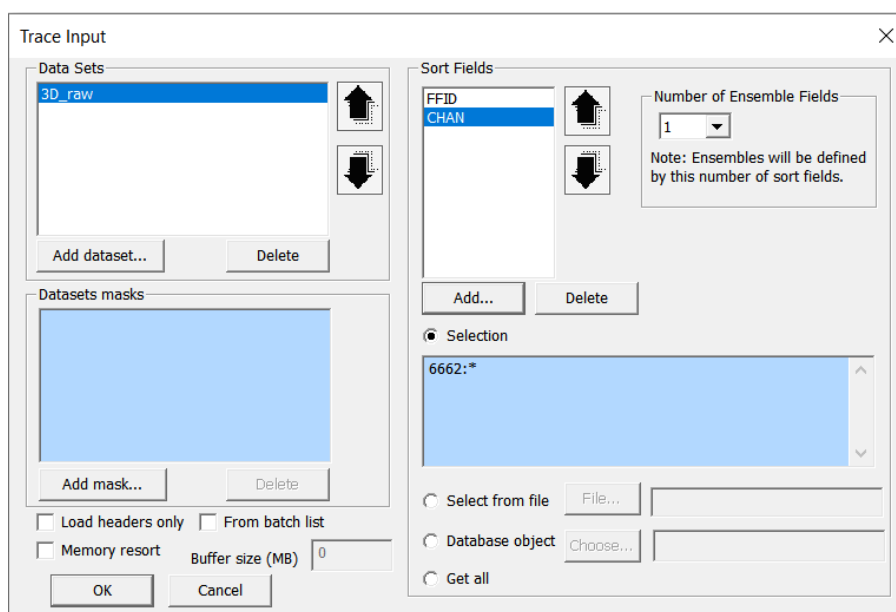 Trace Input
Data Sets
3D_raw
Add dataset...
Delete
Datasets masks
Add mask...
Delete
Load headers only
From batch list
Memory resort
Buffer size (MB)
0
OK
Cancel
Sort Fields
FFID
CHAN
Number of Ensemble Fields
1
Note: Ensembles will be defined
by this number of sort fields.
Add...
Delete
Selection
6662:*
Select from file
File...
Database object
Choose...
Get all